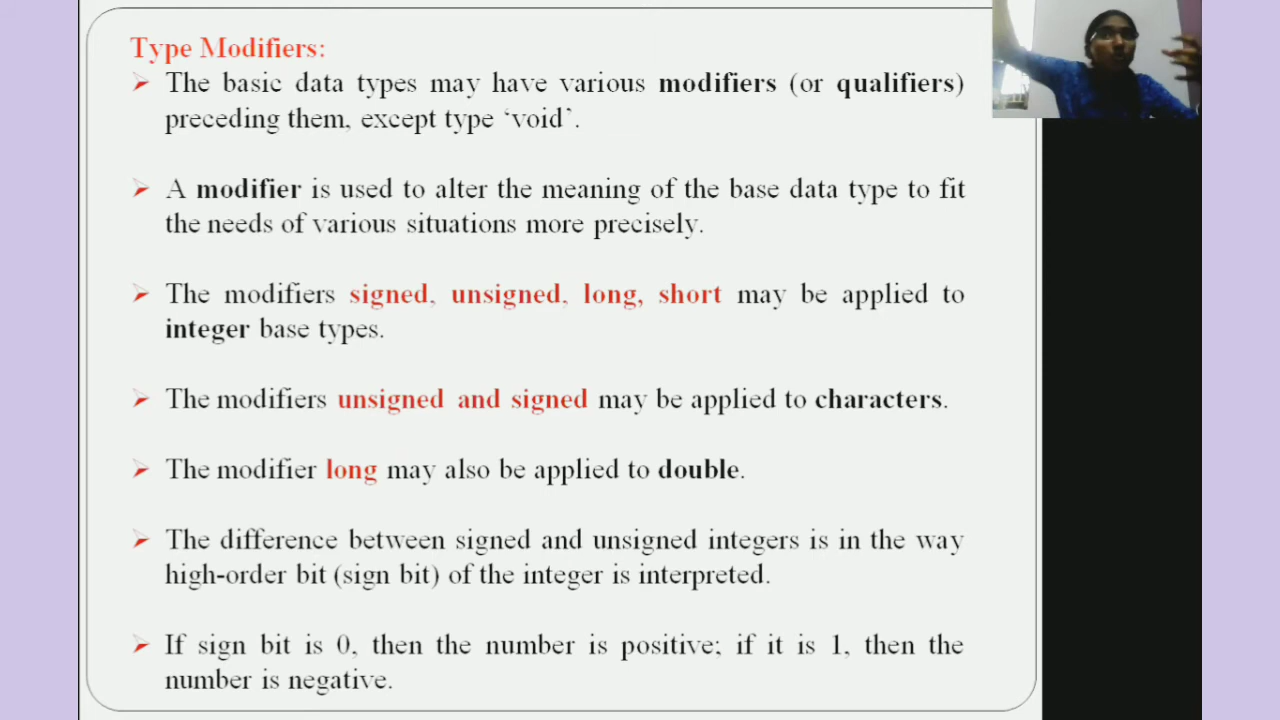 Type Modifiers:
➢ The basic data types may have various modifiers (or qualifiers)
preceding them, except type ‘void’.
➢ A modifier is used to alter the meaning of the base data type to fit
the needs of various situations more precisely.
➢ The modifiers signed, unsigned, long, short may be applied to
integer base types.
➢ The modifiers unsigned and signed may be applied to characters.
➢ The modifier long may also be applied to double.
➢ The difference between signed and unsigned integers is in the way
high-order bit (sign bit) of the integer is interpreted.
➢ If sign bit is 0, then the number is positive; if it is 1, then the
number is negative.